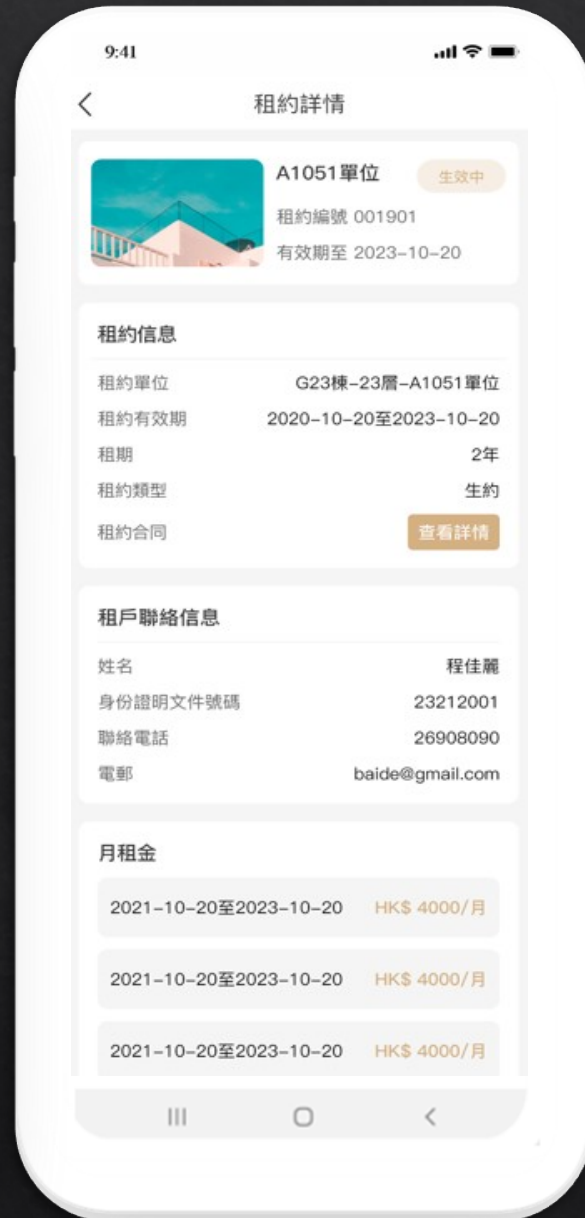 9:41
租約詳情
A1051單位
生效中
租約編號 001901
有效期至 2023-10-20
租約信息
租約單位 G23棟-23層-A1051單位
租約有效期 2020-10-20至2023-10-20
租期 2年
租約類型 生約
租約合同 查看詳情
租戶聯絡信息
姓名 程佳麗
身份證明文件號碼 23212001
聯絡電話 26908090
電郵 baide@gmail.com
月租金
2021-10-20至2023-10-20 HK$ 4000/月
2021-10-20至2023-10-20 HK$ 4000/月
2021-10-20至2023-10-20 HK$ 4000/月